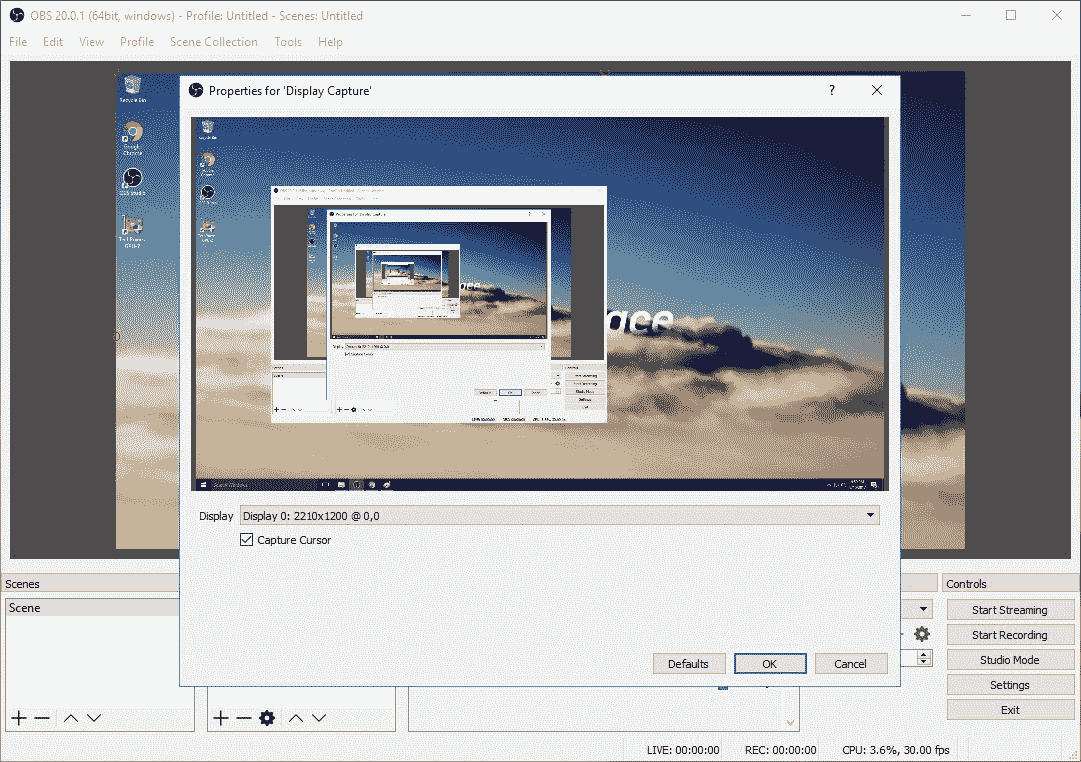 OBS 20.0.1 (64bit, windows) - Profile: Untitled - Scenes: Untitled
File Edit View Profile Scene Collection Tools Help
Recycle Bin
Google Chrome
OBS Studio
Properties for 'Display Capture'
?
Display Display 0: 2210x1200 @ 0,0
Capture Cursor
Defaults OK Cancel
Scenes
Scene
Controls
Start Streaming
Start Recording
Studio Mode
Settings
Exit
LIVE: 00:00:00 REC: 00:00:00 CPU: 3.6%, 30.00 fps